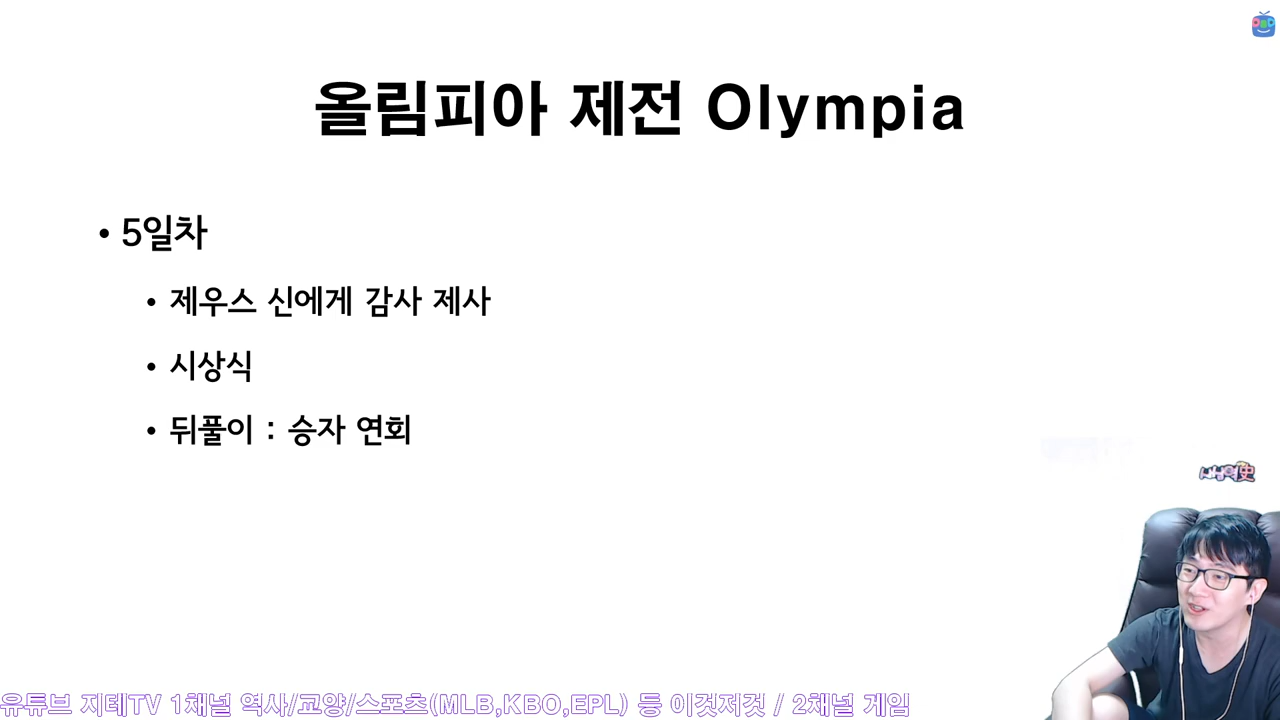 올림피아 제전 Olympia
• 5일차
• 제우스 신에게 감사 제사
• 시상식
• 뒤풀이 : 승자 연회
유튜브 지테TV 1채널 역사/교양/스포츠(MLB,KBO,EPL) 등 이것저것 / 2채널 게임